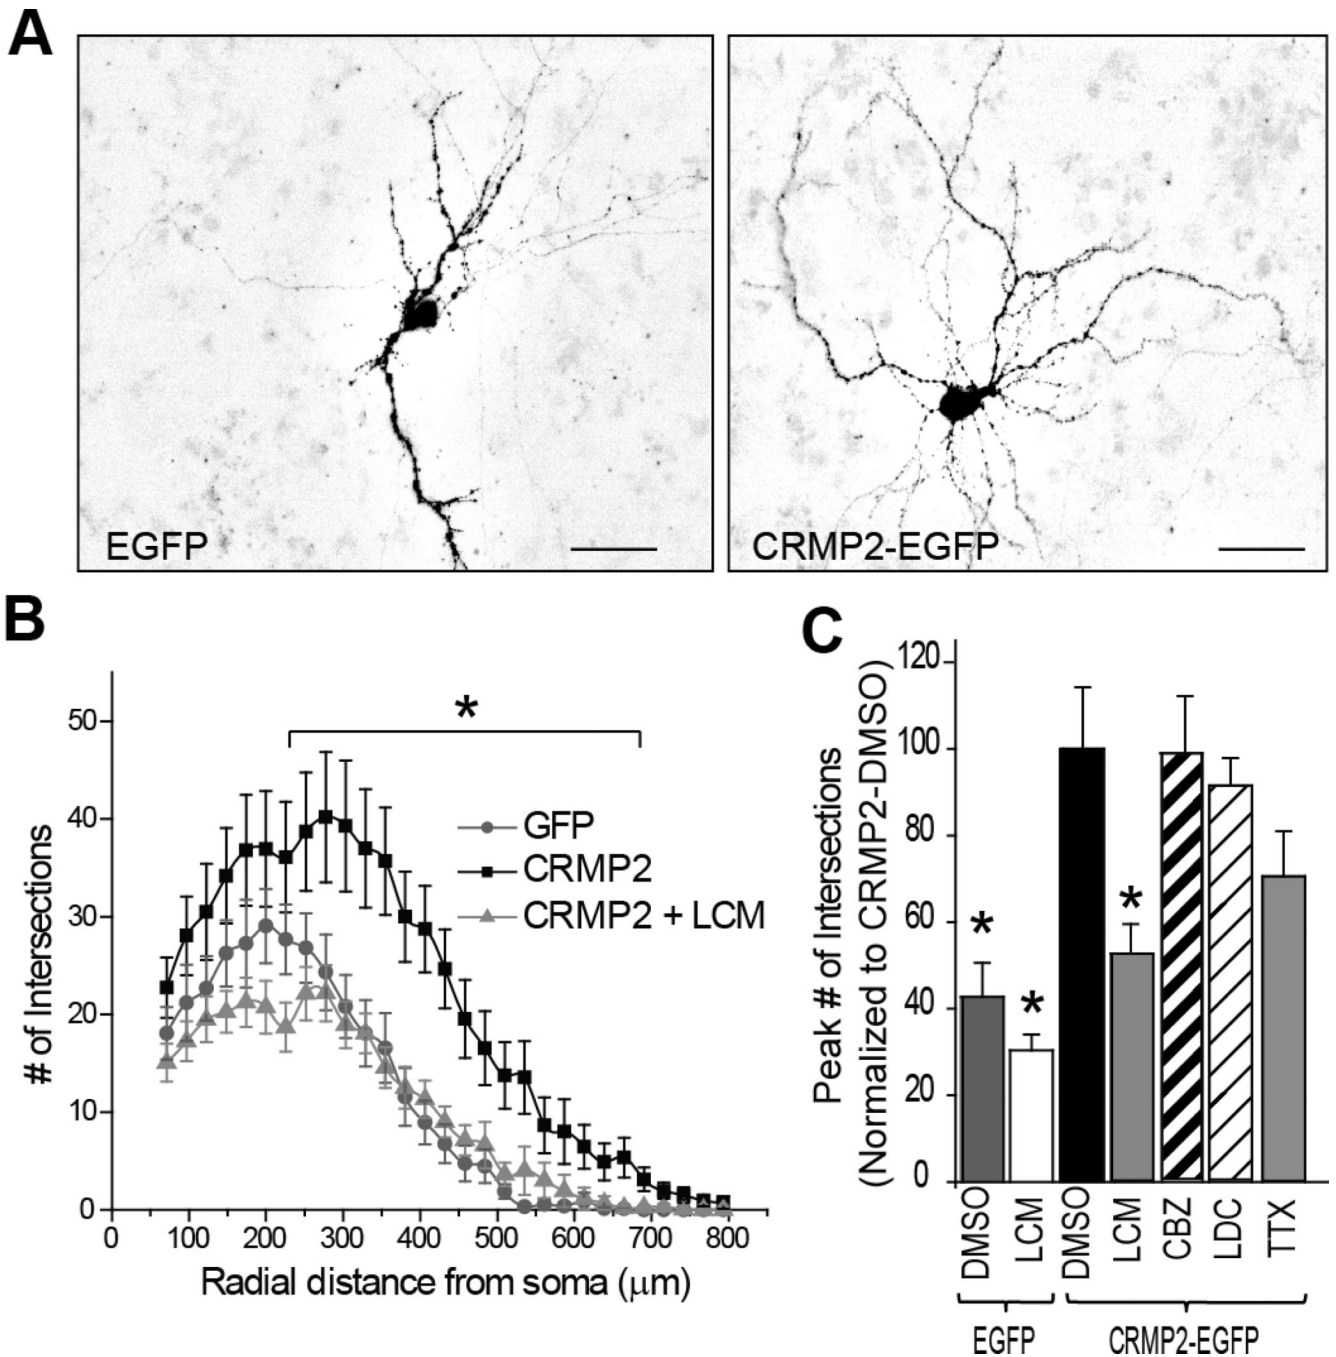 A
EGFP
CRMP2-EGFP
B
*
50
40
30
20
10
0
# of Intersections
GFP
CRMP2
CRMP2 + LCM
0 100 200 300 400 500 600 700 800
Radial distance from soma (μm)
C
Peak # of Intersections
(Normalized to CRMP2-DMSO)
120
100
80
60
40
20
0
* * *
DMSO LCM DMSO LCM CBZ LDC TTX
EGFP CRMP2-EGFP